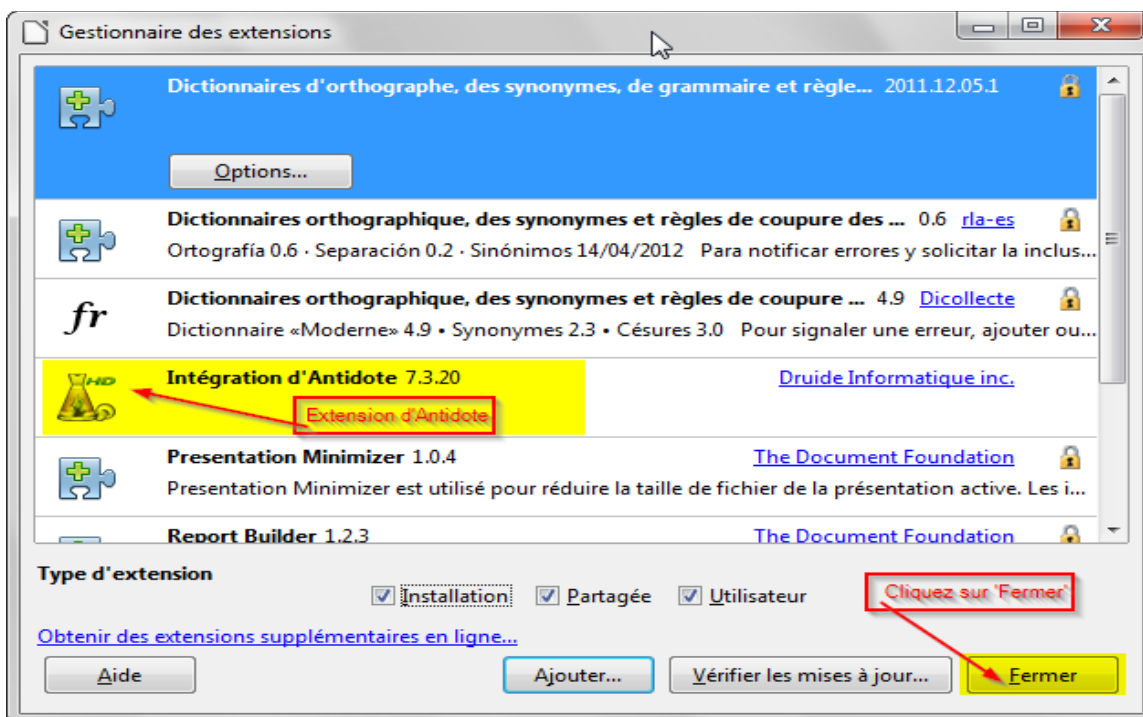 Gestionnaire des extensions
Dictionnaires d'orthographe, des synonymes, de grammaire et règle... 2011.12.05.1
Options...
Dictionnaires orthographique, des synonymes et règles de coupure des ... 0.6 rla-es
Ortografía 0.6 · Separación 0.2 · Sinónimos 14/04/2012 Para notificar errores y solicitar la inclus...
fr
Dictionnaires orthographique, des synonymes et règles de coupure ... 4.9 Dicollecte
Dictionnaire «Moderne» 4.9 • Synonymes 2.3 • Césures 3.0 Pour signaler une erreur, ajouter ou...
HD
Intégration d'Antidote 7.3.20 Druide Informatique inc.
Extension d'Antidote
Presentation Minimizer 1.0.4 The Document Foundation
Presentation Minimizer est utilisé pour réduire la taille de fichier de la présentation active. Les i...
Report Builder 1.2.3 The Document Foundation
Type d'extension
Installation Partagée Utilisateur
Cliquez sur 'Fermer'
Obtenir des extensions supplémentaires en ligne...
Aide Ajouter... Vérifier les mises à jour... Fermer